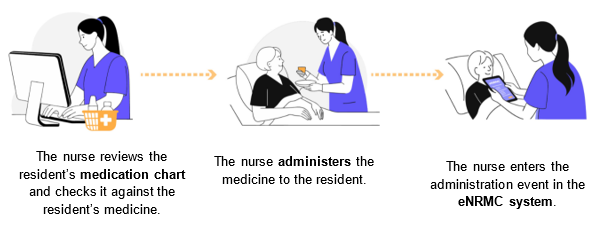 The nurse reviews the
resident's medication chart
and checks it against the
resident's medicine.
The nurse administers the
medicine to the resident.
The nurse enters the
administration event in the
eNRMC system.